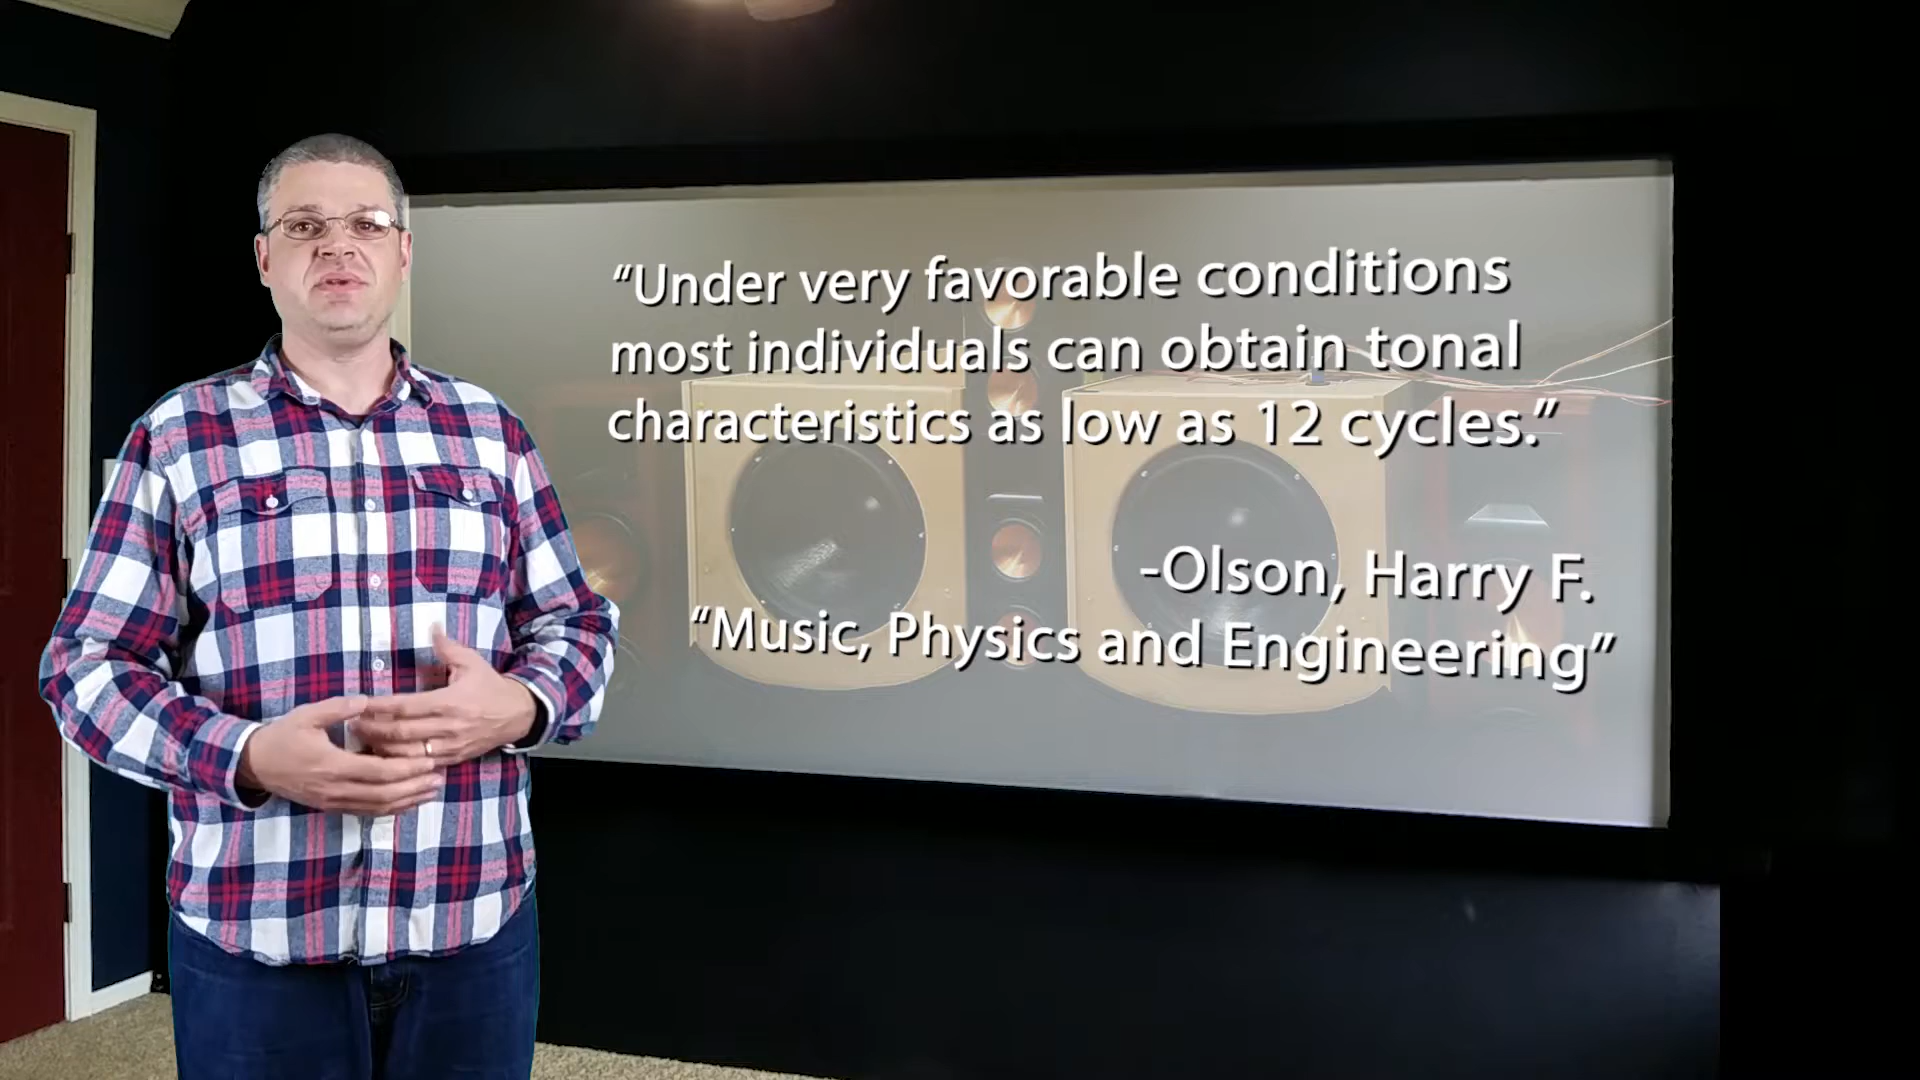 “Under very favorable conditions
most individuals can obtain tonal
characteristics as low as 12 cycles.”
-Olson, Harry F.
“Music, Physics and Engineering”